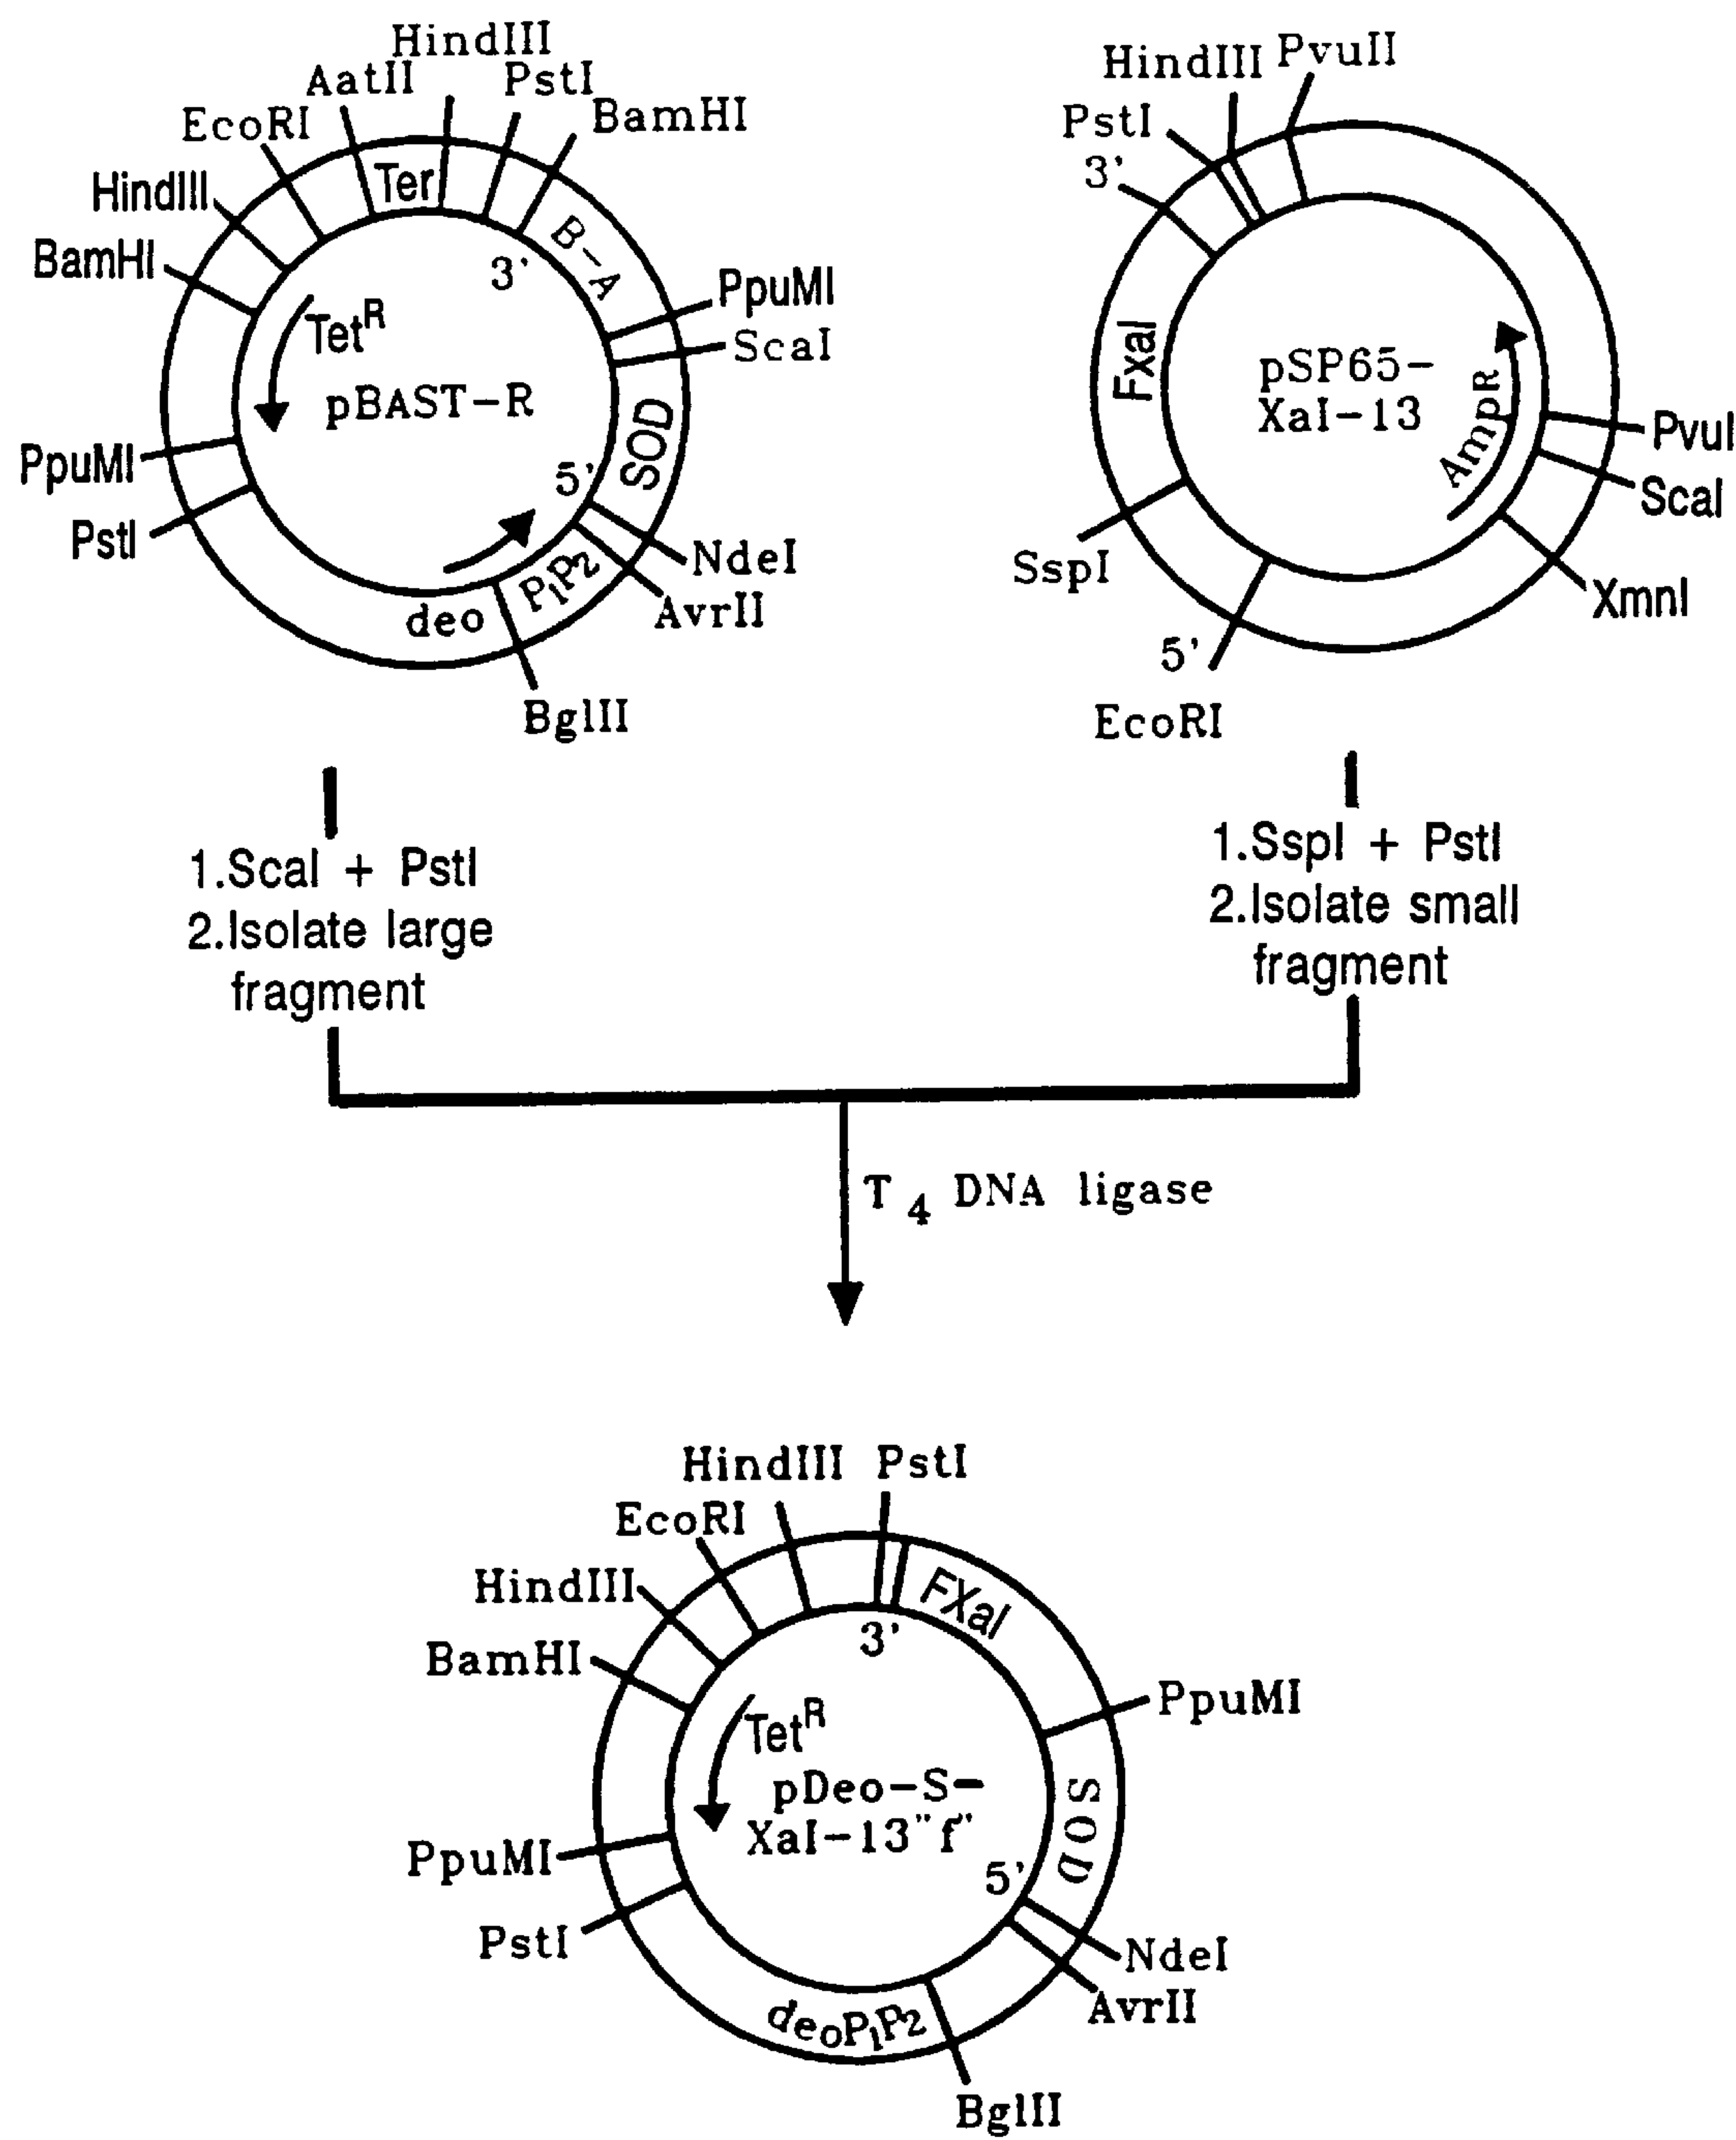 HindIII
AatII
PstI
EcoRI
BamHI
HindIII
Ter
B-A
BamHI
3'
PpuMI
Tet^R
ScaI
pBAST-R
SOD
PpuMI
5'
PstI
NdeI
P1P2
AvrII
deo
BglII
HindIII
PvuII
PstI
3'
FxaI
pSP65-
XaI-13
Amp^R
PvuI
ScaI
SspI
XmnI
5'
EcoRI
1.ScaI + PstI
2.Isolate large
fragment
1.SspI + PstI
2.Isolate small
fragment
T4 DNA ligase
HindIII
PstI
EcoRI
HindIII
FXaI
BamHI
3'
PpuMI
Tet^R
pDeo-S-
XaI-13"f"
SOD
PpuMI
5'
PstI
NdeI
AvrII
deoP1P2
BglII